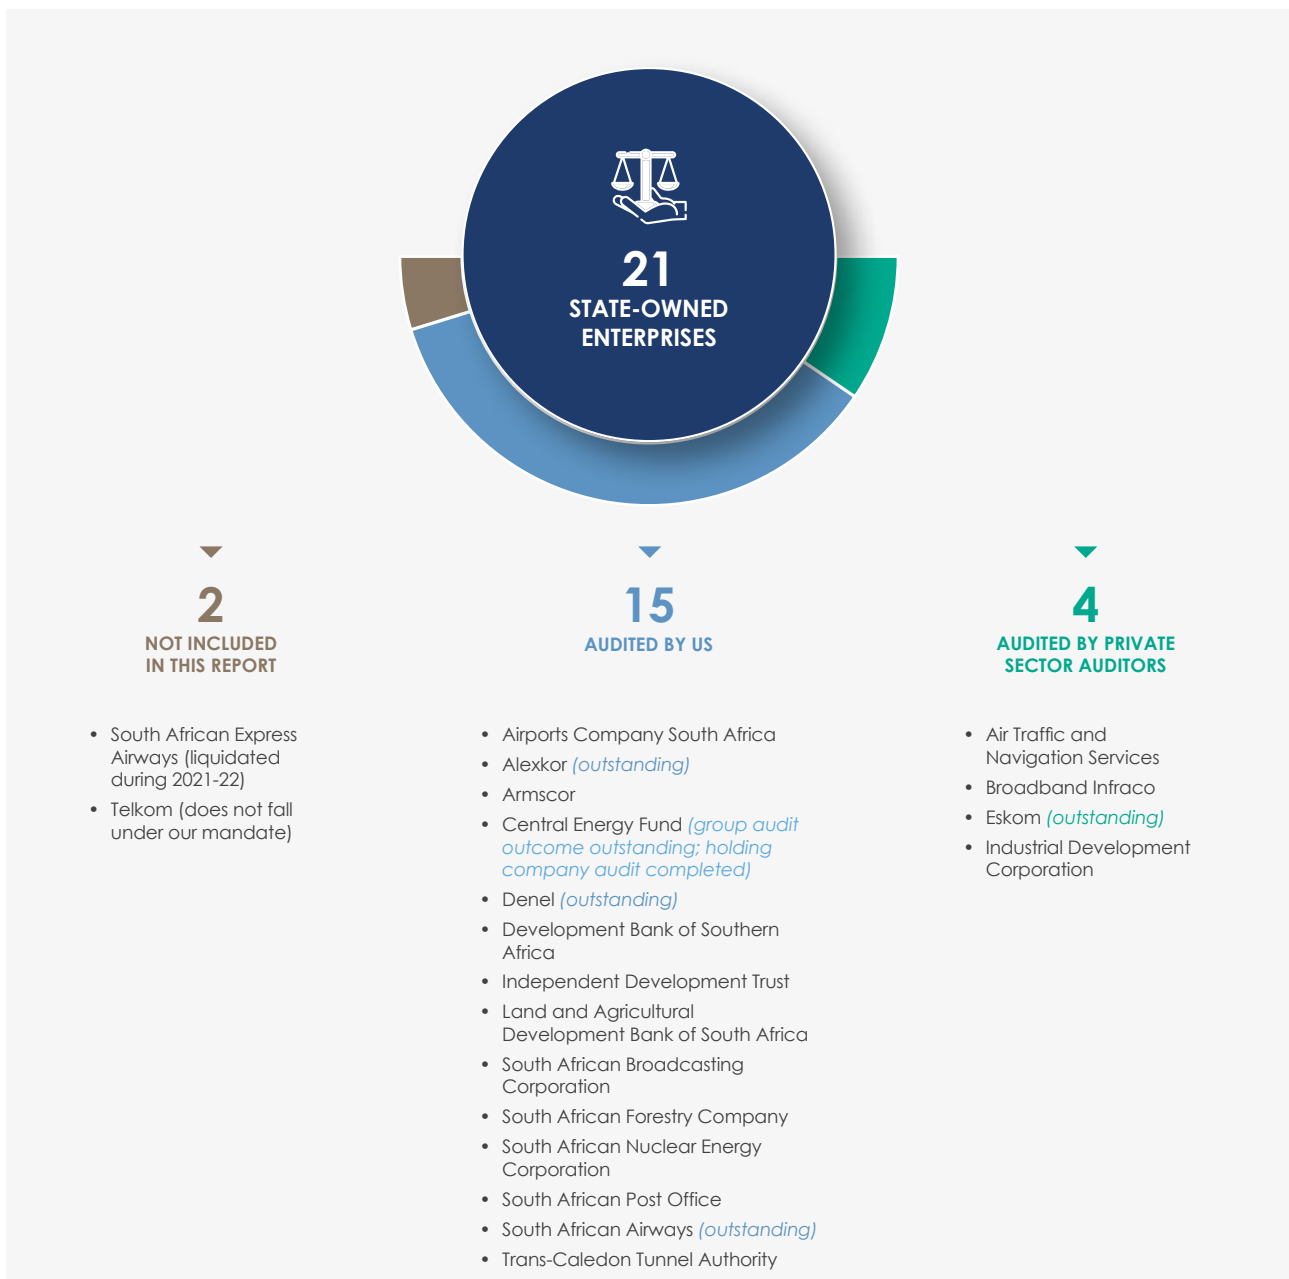 21
STATE-OWNED
ENTERPRISES
2
NOT INCLUDED
IN THIS REPORT
• South African Express
Airways (liquidated
during 2021-22)
• Telkom (does not fall
under our mandate)
15
AUDITED BY US
• Airports Company South Africa
• Alexkor (outstanding)
• Armscor
• Central Energy Fund (group audit
outcome outstanding; holding
company audit completed)
• Denel (outstanding)
• Development Bank of Southern
Africa
• Independent Development Trust
• Land and Agricultural
Development Bank of South Africa
• South African Broadcasting
Corporation
• South African Forestry Company
• South African Nuclear Energy
Corporation
• South African Post Office
• South African Airways (outstanding)
• Trans-Caledon Tunnel Authority
4
AUDITED BY PRIVATE
SECTOR AUDITORS
• Air Traffic and
Navigation Services
• Broadband Infraco
• Eskom (outstanding)
• Industrial Development
Corporation